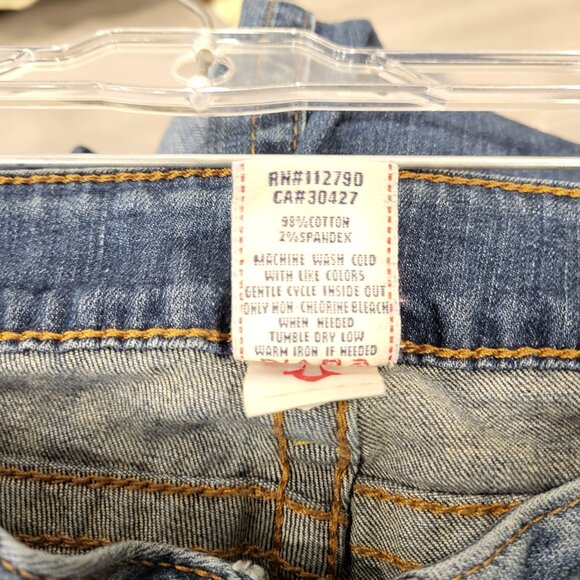 RN#112790
CA#30427
98%COTTON
2%SPANDEX
MACHINE WASH COLD
WITH LIKE COLORS
GENTLE CYCLE INSIDE OUT
ONLY NON CHLORINE BLEACH
WHEN NEEDED
TUMBLE DRY LOW
WARM IRON IF NEEDED